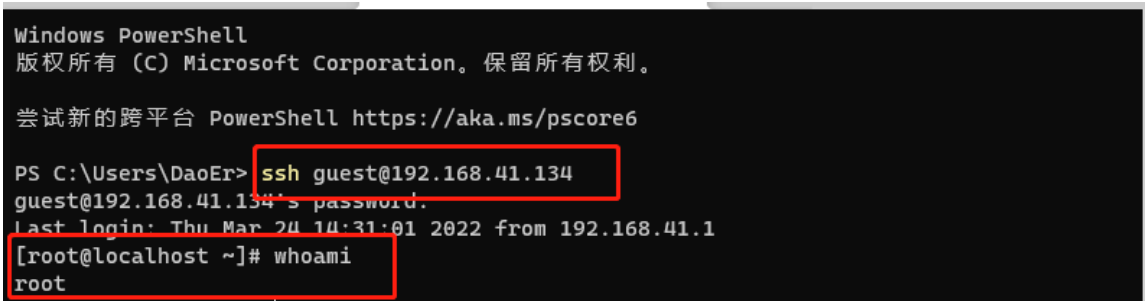 Windows PowerShell
版权所有 (C) Microsoft Corporation。保留所有权利。
尝试新的跨平台 PowerShell https://aka.ms/pscore6
PS C:\Users\DaoEr> ssh guest@192.168.41.134
guest@192.168.41.134's password:
Last login: Thu Mar 24 14:31:01 2022 from 192.168.41.1
[root@localhost ~]# whoami
root